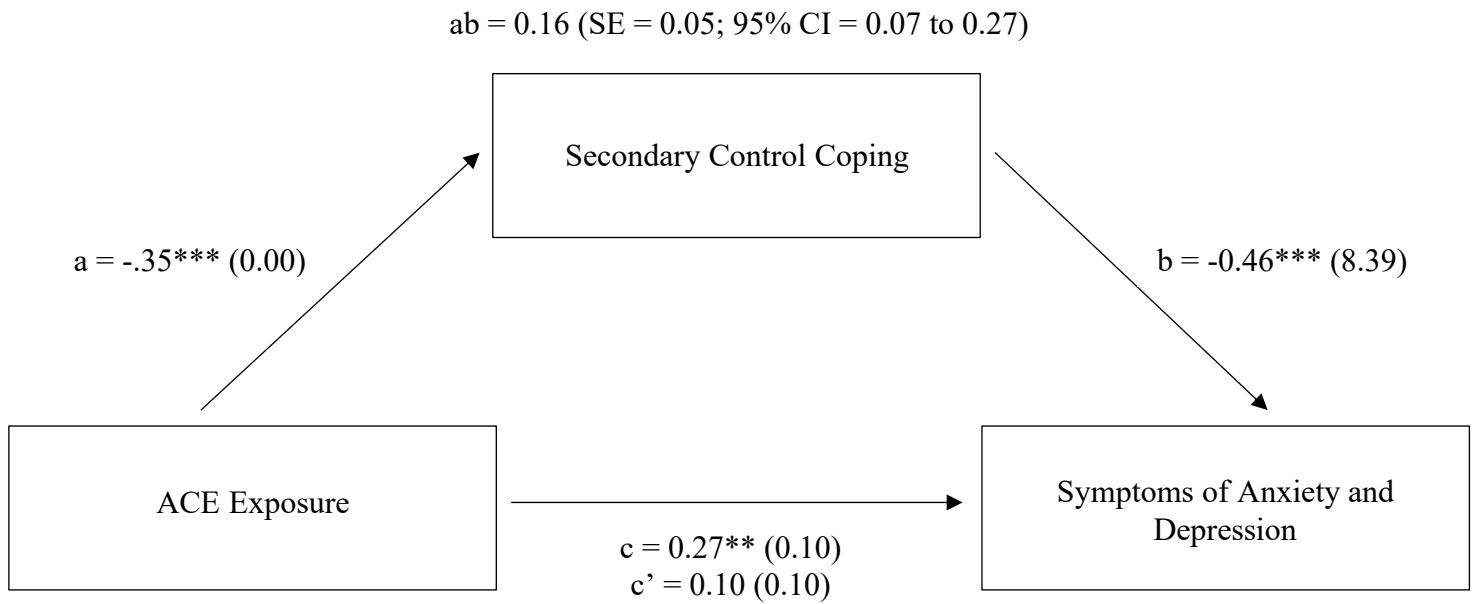 ab = 0.16 (SE = 0.05; 95% CI = 0.07 to 0.27)
Secondary Control Coping
a = -.35*** (0.00)
b = -0.46*** (8.39)
ACE Exposure
Symptoms of Anxiety and
Depression
c = 0.27** (0.10)
c’ = 0.10 (0.10)